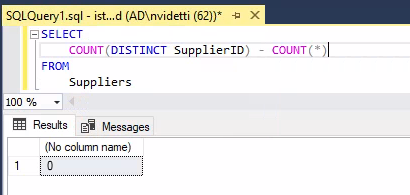 SQLQuery1.sql - ist...d (AD\nvidetti (62))*
SELECT
COUNT(DISTINCT SupplierID) - COUNT(*)
FROM
Suppliers
100 %
Results Messages
(No column name)
1 0